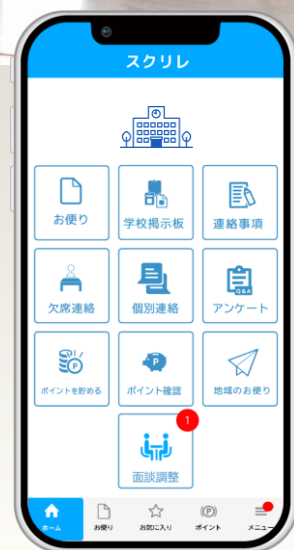 スクリレ
お便り
学校掲示板
連絡事項
欠席連絡
個別連絡
Q&A
アンケート
P
P
ポイントを貯める
ポイント確認
地域のお便り
1
面談調整
P
ホーム
お便り
お気に入り
ポイント
メニュー